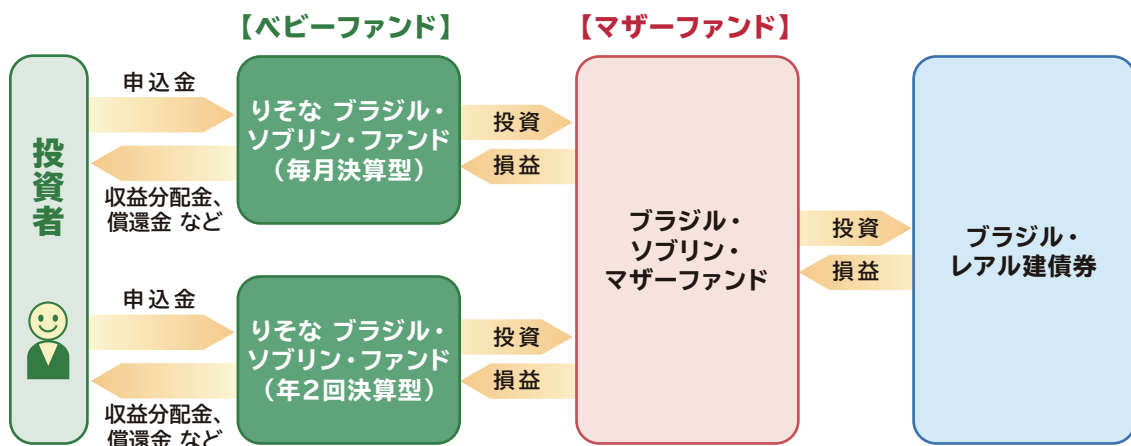 【ベビーファンド】
【マザーファンド】
投資者
申込金
収益分配金、
償還金 など
りそな ブラジル・
ソブリン・ファンド
（毎月決算型）
投資
損益
申込金
収益分配金、
償還金 など
りそな ブラジル・
ソブリン・ファンド
（年2回決算型）
投資
損益
ブラジル・
ソブリン・
マザーファンド
投資
損益
ブラジル・
レアル建債券